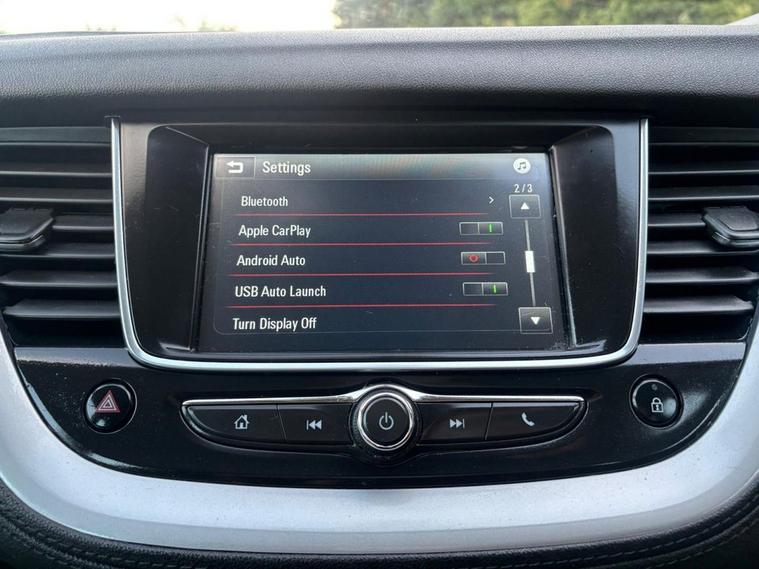 Settings
2/3
Bluetooth
Apple CarPlay
Android Auto
USB Auto Launch
Turn Display Off